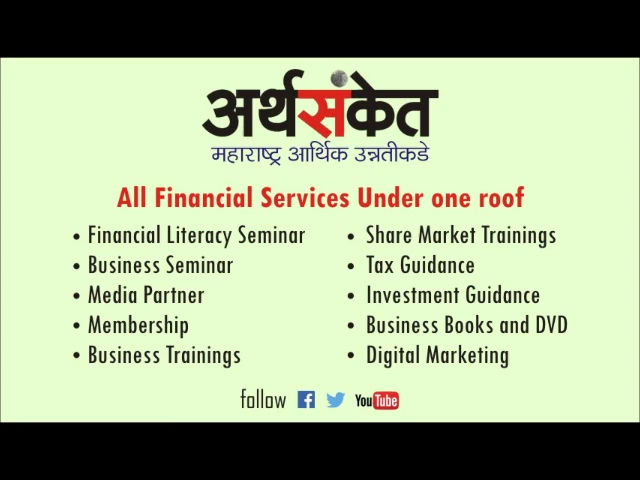 अर्थसंकेत
महाराष्ट्र आर्थिक उन्नतीकडे
All Financial Services Under one roof
• Financial Literacy Seminar
• Business Seminar
• Media Partner
• Membership
• Business Trainings
• Share Market Trainings
• Tax Guidance
• Investment Guidance
• Business Books and DVD
• Digital Marketing
follow f YouTube